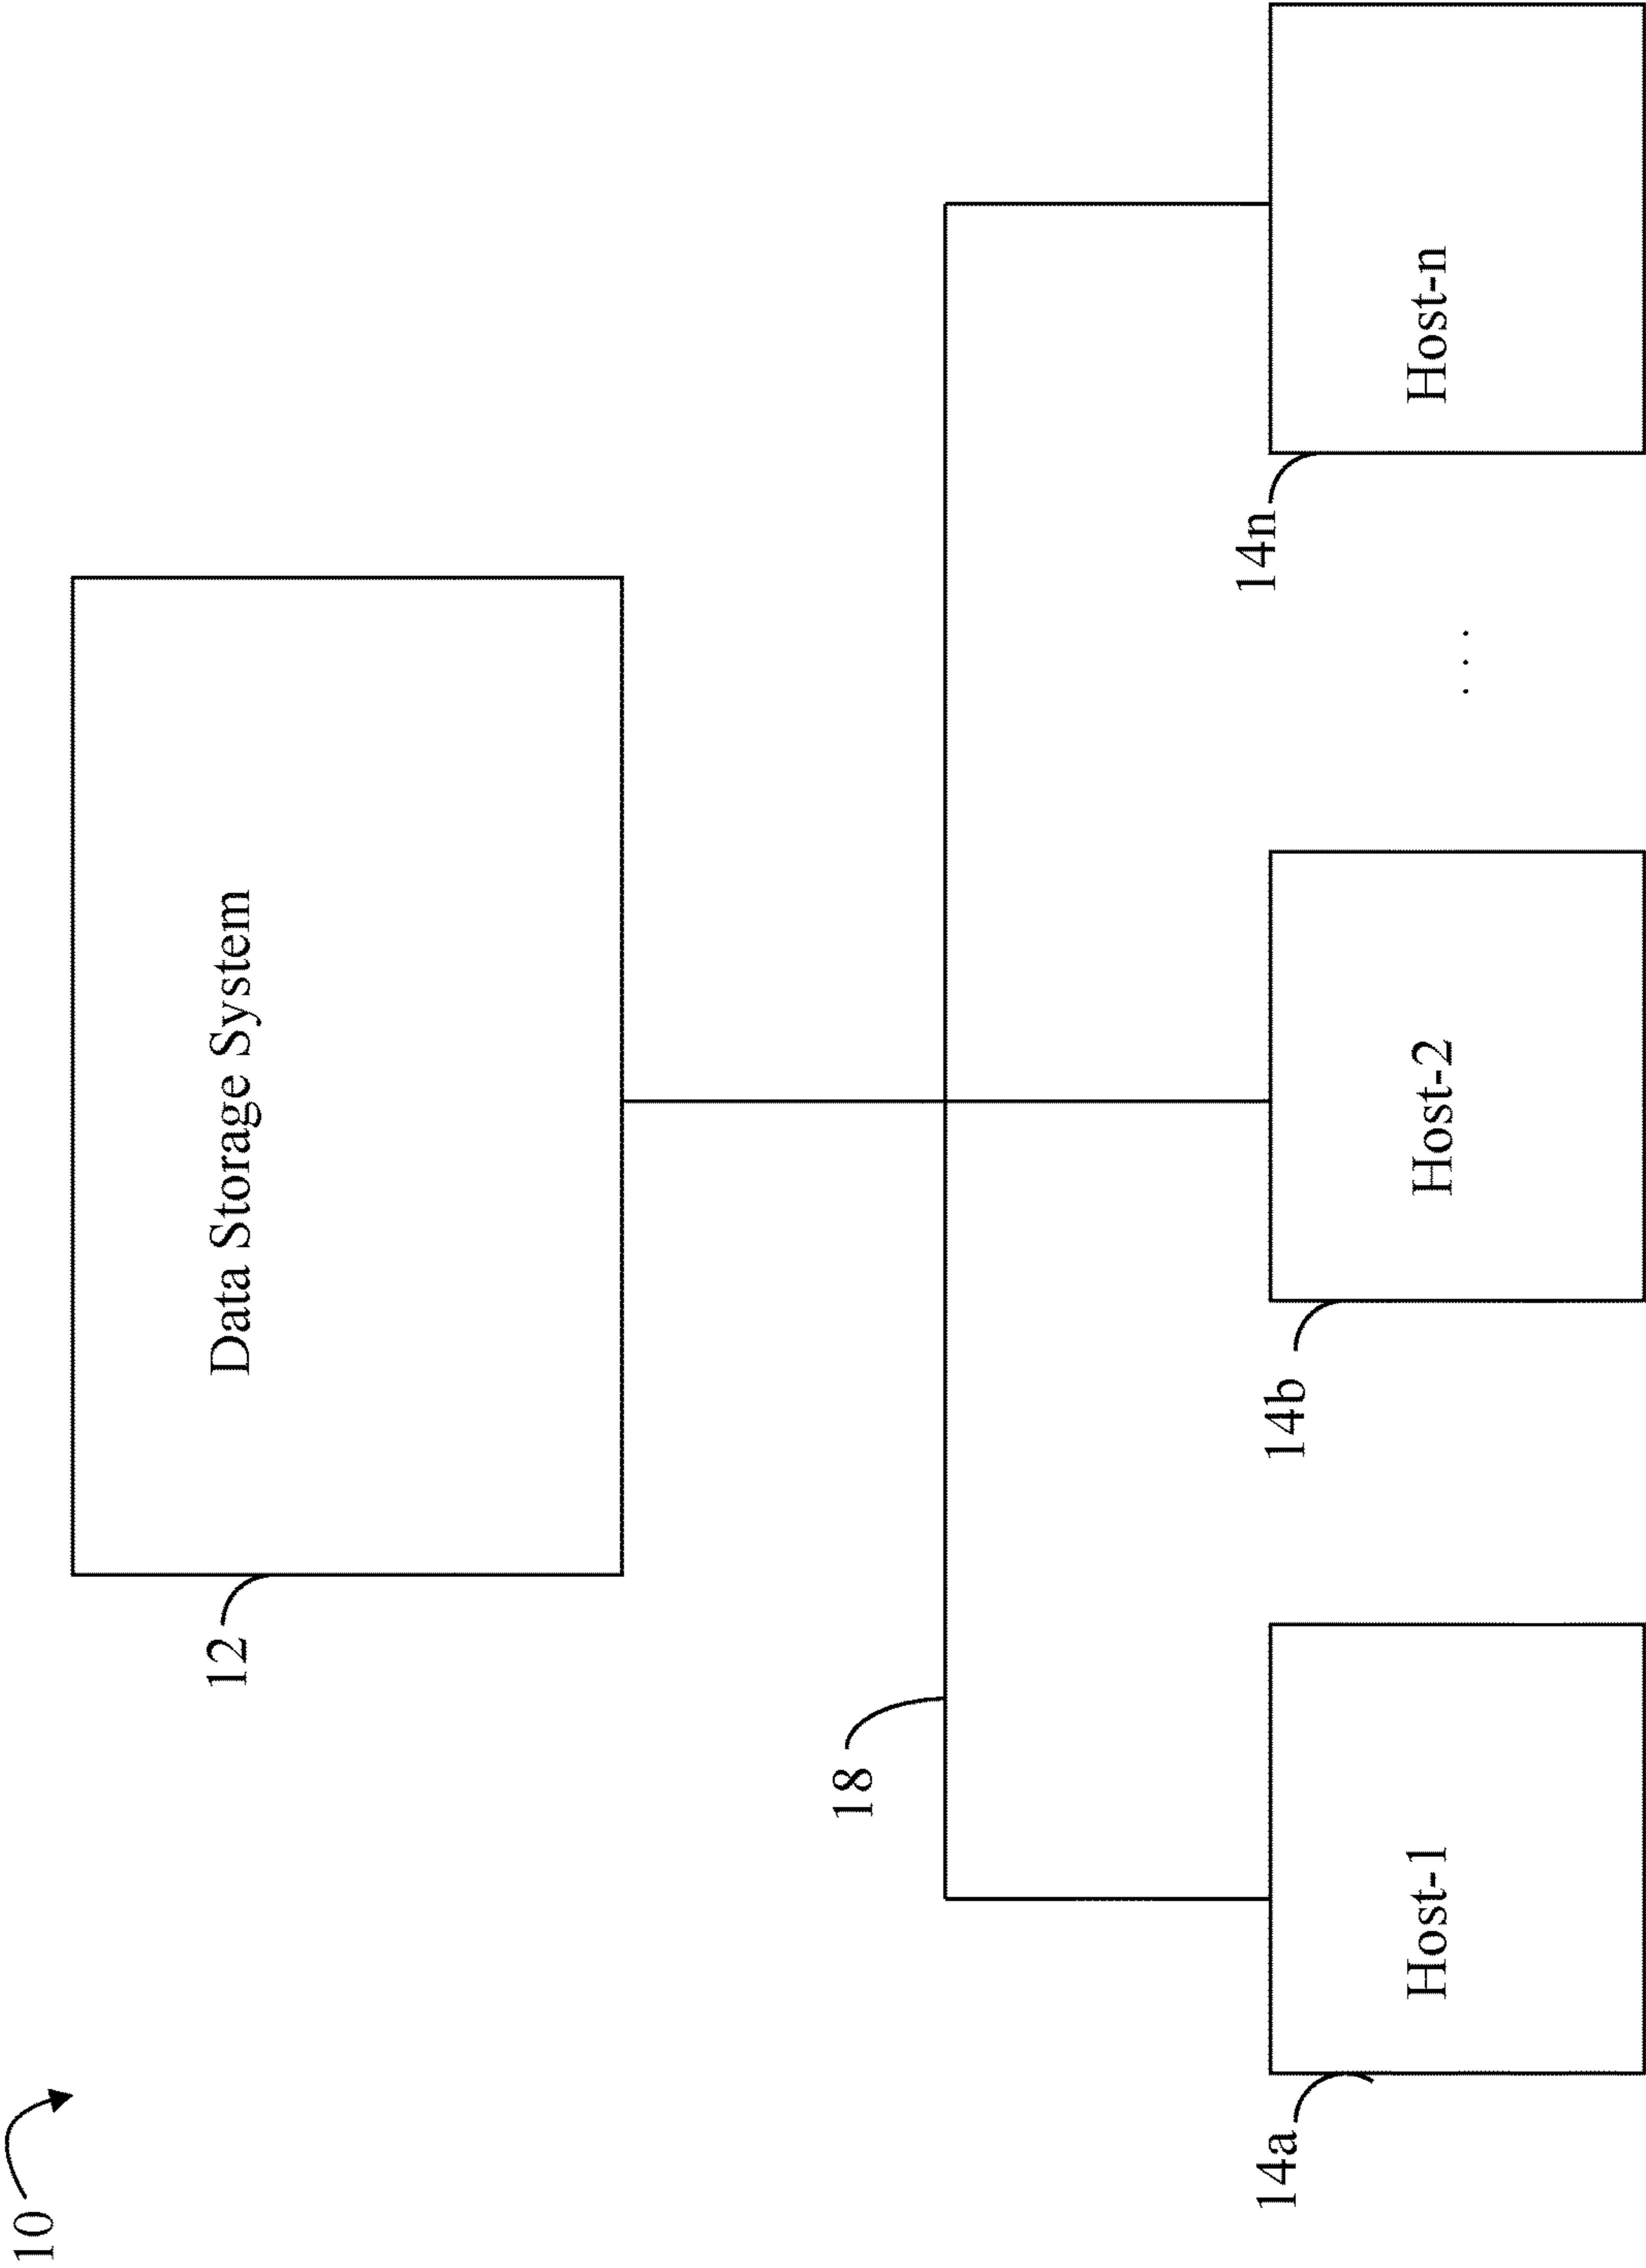 10
12
Data Storage System
18
14a
Host-1
14b
Host-2
. . .
14n
Host-n